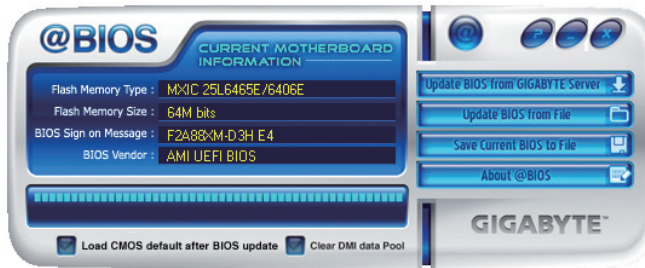 @BIOS
CURRENT MOTHERBOARD
INFORMATION
Flash Memory Type : MXIC 25L6465E/6406E
Flash Memory Size : 64M bits
BIOS Sign on Message : F2A88XM-D3H E4
BIOS Vendor : AMI UEFI BIOS
Load CMOS default after BIOS update
Clear DMI data Pool
@
? – X
Update BIOS from GIGABYTE Server
Update BIOS from File
Save Current BIOS to File
About @BIOS
GIGABYTE™